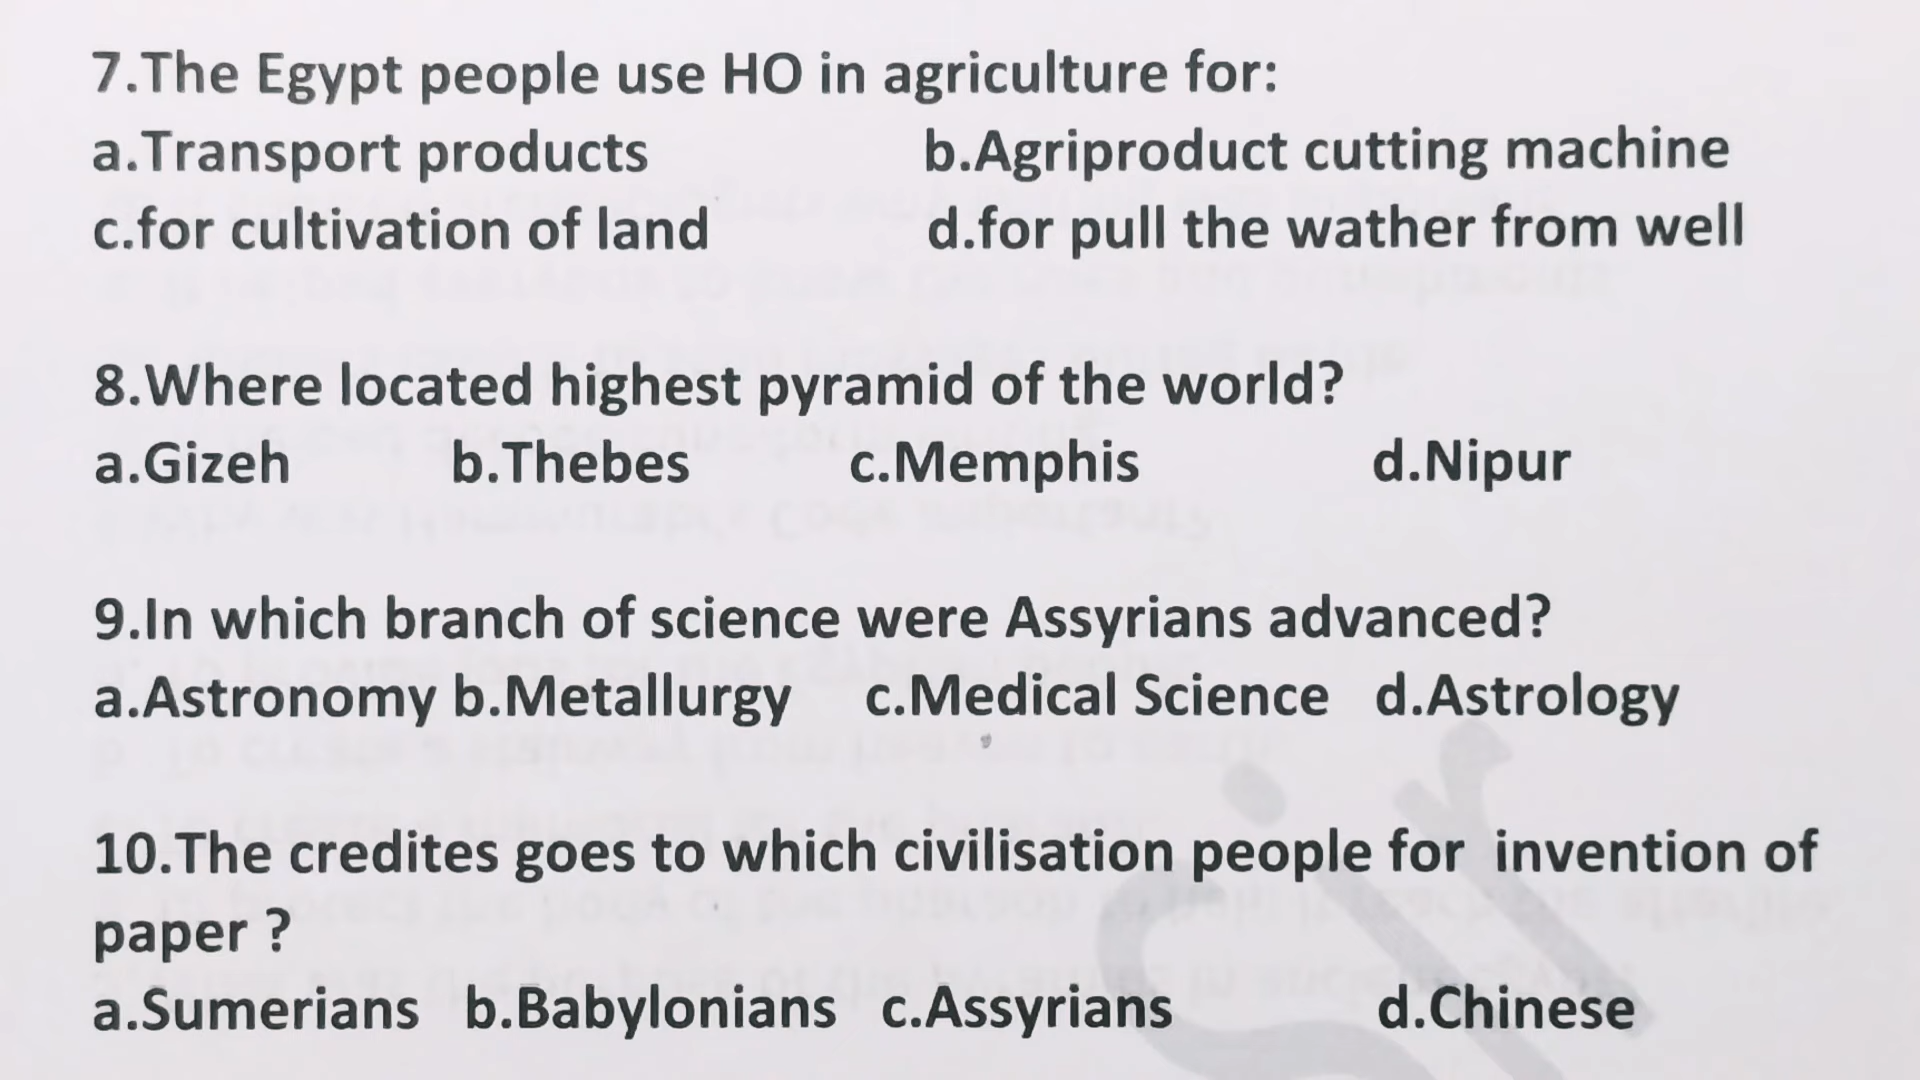 7.The Egypt people use HO in agriculture for:
a.Transport products b.Agriproduct cutting machine
c.for cultivation of land d.for pull the wather from well
8.Where located highest pyramid of the world?
a.Gizeh b.Thebes c.Memphis d.Nipur
9.In which branch of science were Assyrians advanced?
a.Astronomy b.Metallurgy c.Medical Science d.Astrology
10.The credites goes to which civilisation people for invention of
paper ?
a.Sumerians b.Babylonians c.Assyrians d.Chinese
Sir